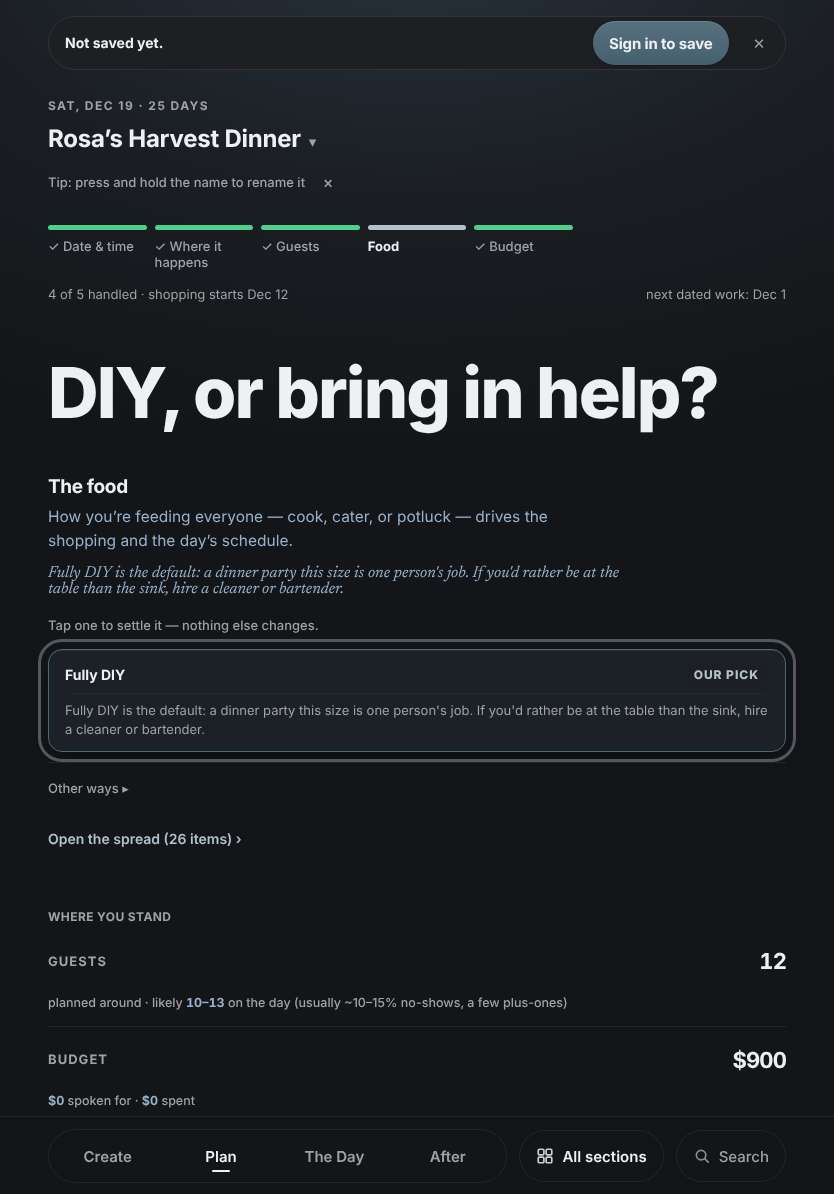 Not saved yet.
Sign in to save ×
SAT, DEC 19 · 25 DAYS
Rosa’s Harvest Dinner ▾
Tip: press and hold the name to rename it ×
✓ Date & time
✓ Where it
happens
✓ Guests
Food
✓ Budget
4 of 5 handled · shopping starts Dec 12
next dated work: Dec 1
DIY, or bring in help?
The food
How you’re feeding everyone — cook, cater, or potluck — drives the
shopping and the day’s schedule.
Fully DIY is the default: a dinner party this size is one person's job. If you'd rather be at the
table than the sink, hire a cleaner or bartender.
Tap one to settle it — nothing else changes.
Fully DIY
OUR PICK
Fully DIY is the default: a dinner party this size is one person's job. If you'd rather be at the table than the sink, hire
a cleaner or bartender.
Other ways ▸
Open the spread (26 items) ›
WHERE YOU STAND
GUESTS
12
planned around · likely 10–13 on the day (usually ~10–15% no-shows, a few plus-ones)
BUDGET
$900
$0 spoken for · $0 spent
Create
Plan
The Day
After
All sections
Search